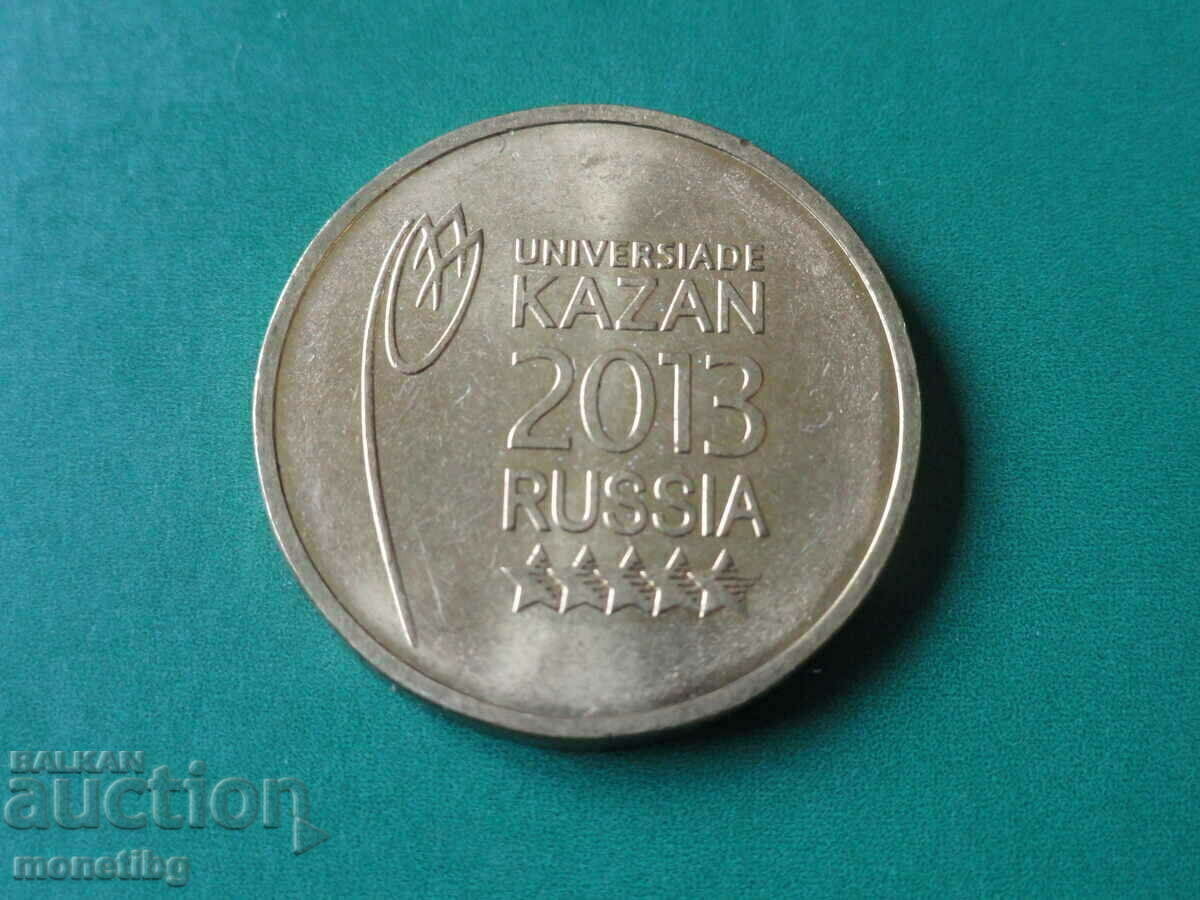 UNIVERSIADE
KAZAN
2013
RUSSIA
BALKAN
auction
monetibg